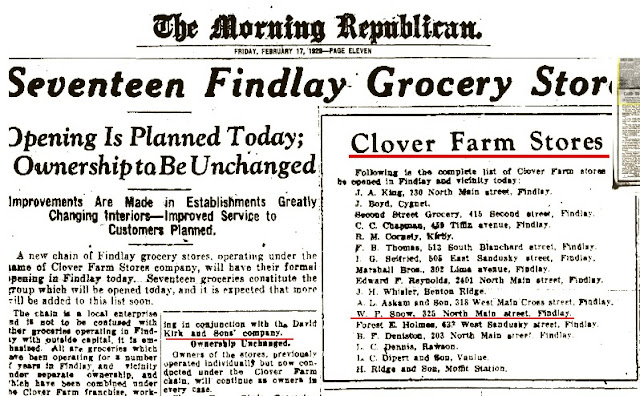 The Morning Republican.
FRIDAY, FEBRUARY 17, 1928—PAGE ELEVEN
Seventeen Findlay Grocery Stor
Opening Is Planned Today;
Ownership to Be Unchanged
Improvements Are Made in Establishments Greatly
Changing Interiors—Improved Service to
Customers Planned.
A new chain of Findlay grocery stores, operating under the
name of Clover Farm Stores company, will have their formal
opening in Findlay today. Seventeen groceries constitute the
group which will be opened today, and it is expected that more
will be added to this list soon.
The chain is a local enterprise
and is not to be confused with
other groceries operating in Find-
ay with outside capital, it is em-
hasised. All are groceries which
ave been operating for a number
f years in Findlay and vicinity
under separate ownership, and
which have been combined under
he Clover Farm franchise, work-
ing in conjunction with the David
Kirk and Sons' company.
Ownership Unchanged.
Owners of the stores, previously
operated individually but now con-
ducted under the Clover Farm
chain, will continue as owners in
every case.
Clover Farm Stores
Following is the complete list of Clover Farm stores
be opened in Findlay and vicinity today:
J. A. King, 730 North Main street, Findlay.
J. Boyd, Cygnet.
Second Street Grocery, 415 Second street, Findlay.
C. C. Chapman, 459 Tiffin avenue, Findlay.
R. M. Cornely, Kirby.
F. B. Thomas, 513 South Blanchard street, Findlay.
I. G. Seifried, 505 East Sandusky street, Findlay.
Marshall Bros., 302 Lima avenue, Findlay.
Edward F. Reynolds, 2401 North Main street, Findlay.
J. H. Whisler, Benton Ridge.
A. L. Askam and Son, 318 West Main Cross street, Findlay.
W. P. Snow, 325 North Main street, Findlay.
Forest E. Holmes, 637 West Sandusky street, Findlay.
B. F. Deniston, 203 North Main street, Findlay.
L. C. Dennis, Rawson.
L. C. Dipert and Son, Vanlue.
H. Ridge and Son, Moffit Station.